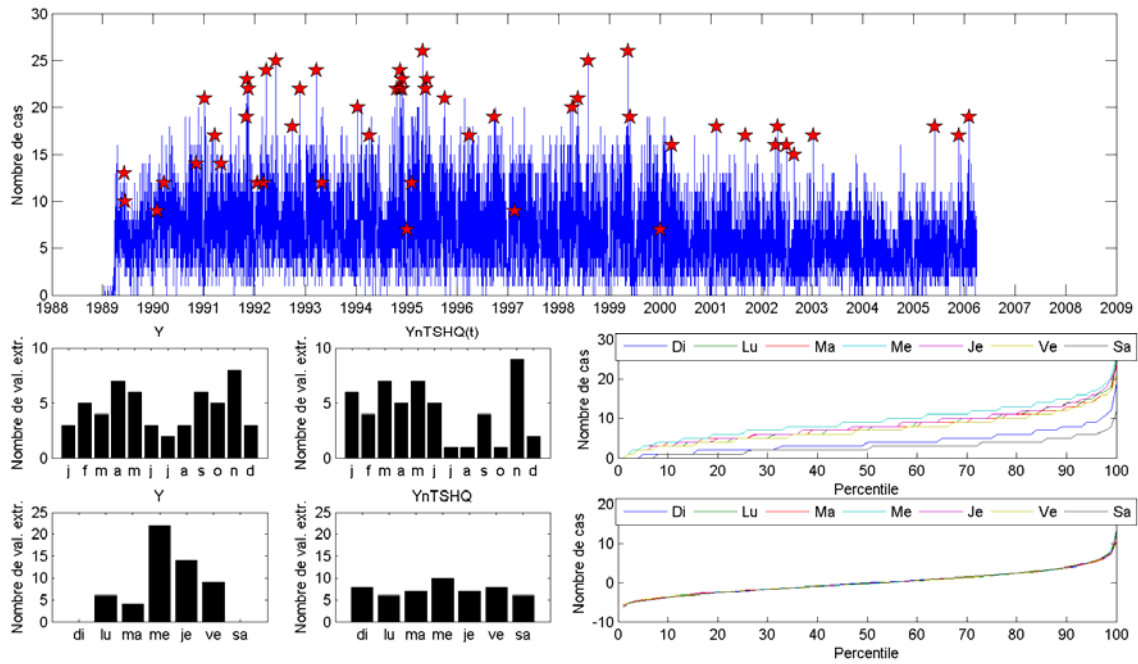 30
25
20
15
10
5
0
Nombre de cas
1988 1989 1990 1991 1992 1993 1994 1995 1996 1997 1998 1999 2000 2001 2002 2003 2004 2005 2006 2007 2008 2009
Y
10
5
0
Nombre de val. extr.
j f m a m j j a s o n d
YnTSHQ(t)
10
5
0
Nombre de val. extr.
j f m a m j j a s o n d
30
20
10
0
Nombre de cas
Di Lu Ma Me Je Ve Sa
0 10 20 30 40 50 60 70 80 90 100
Percentile
Y
25
20
15
10
5
0
Nombre de val. extr.
di lu ma me je ve sa
YnTSHQ
25
20
15
10
5
0
Nombre de val. extr.
di lu ma me je ve sa
20
10
0
-10
Nombre de cas
Di Lu Ma Me Je Ve Sa
0 10 20 30 40 50 60 70 80 90 100
Percentile